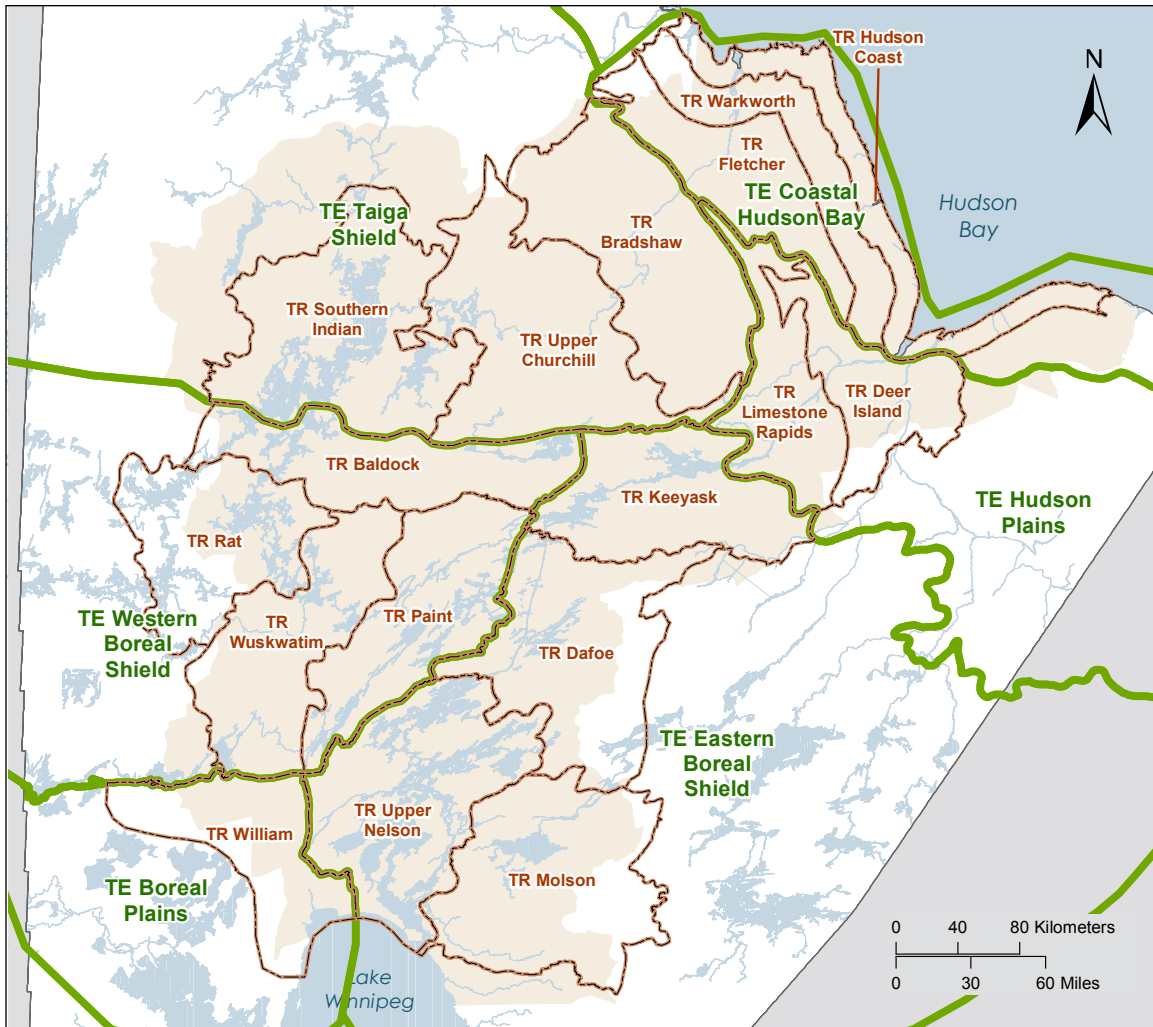 TR Hudson
Coast
N
TR Warkworth
TR
Fletcher
TE Coastal
Hudson Bay
Hudson
Bay
TE Taiga
Shield
TR
Bradshaw
TR Southern
Indian
TR Upper
Churchill
TR
Limestone
Rapids
TR Deer
Island
TR Baldock
TR Keeyask
TE Hudson
Plains
TR Rat
TE Western
Boreal
Shield
TR
Wuskwatim
TR Paint
TR Dafoe
TE Eastern
Boreal
Shield
TR William
TR Upper
Nelson
TR Molson
TE Boreal
Plains
Lake
Winnipeg
0 40 80 Kilometers
0 30 60 Miles